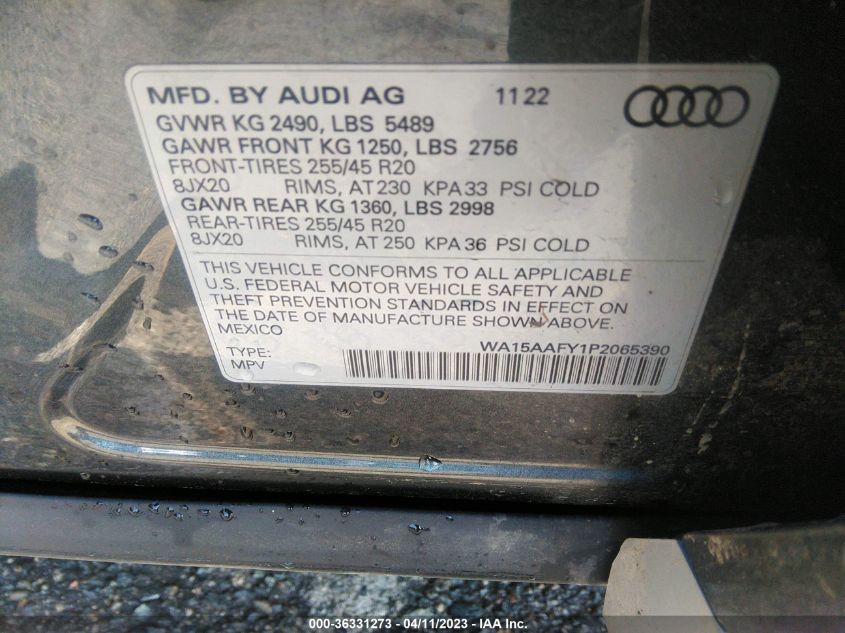 MFD. BY AUDI AG 11 22
GVWR KG 2490, LBS 5489
GAWR FRONT KG 1250, LBS 2756
FRONT-TIRES 255/45 R20
8JX20 RIMS, AT 230 KPA 33 PSI COLD
GAWR REAR KG 1360, LBS 2998
REAR-TIRES 255/45 R20
8JX20 RIMS, AT 250 KPA 36 PSI COLD
THIS VEHICLE CONFORMS TO ALL APPLICABLE
U.S. FEDERAL MOTOR VEHICLE SAFETY AND
THEFT PREVENTION STANDARDS IN EFFECT ON
THE DATE OF MANUFACTURE SHOWN ABOVE.
MEXICO
WA15AAFY1P2065390
TYPE:
MPV
000-36331273 - 04/11/2023 - IAA Inc.